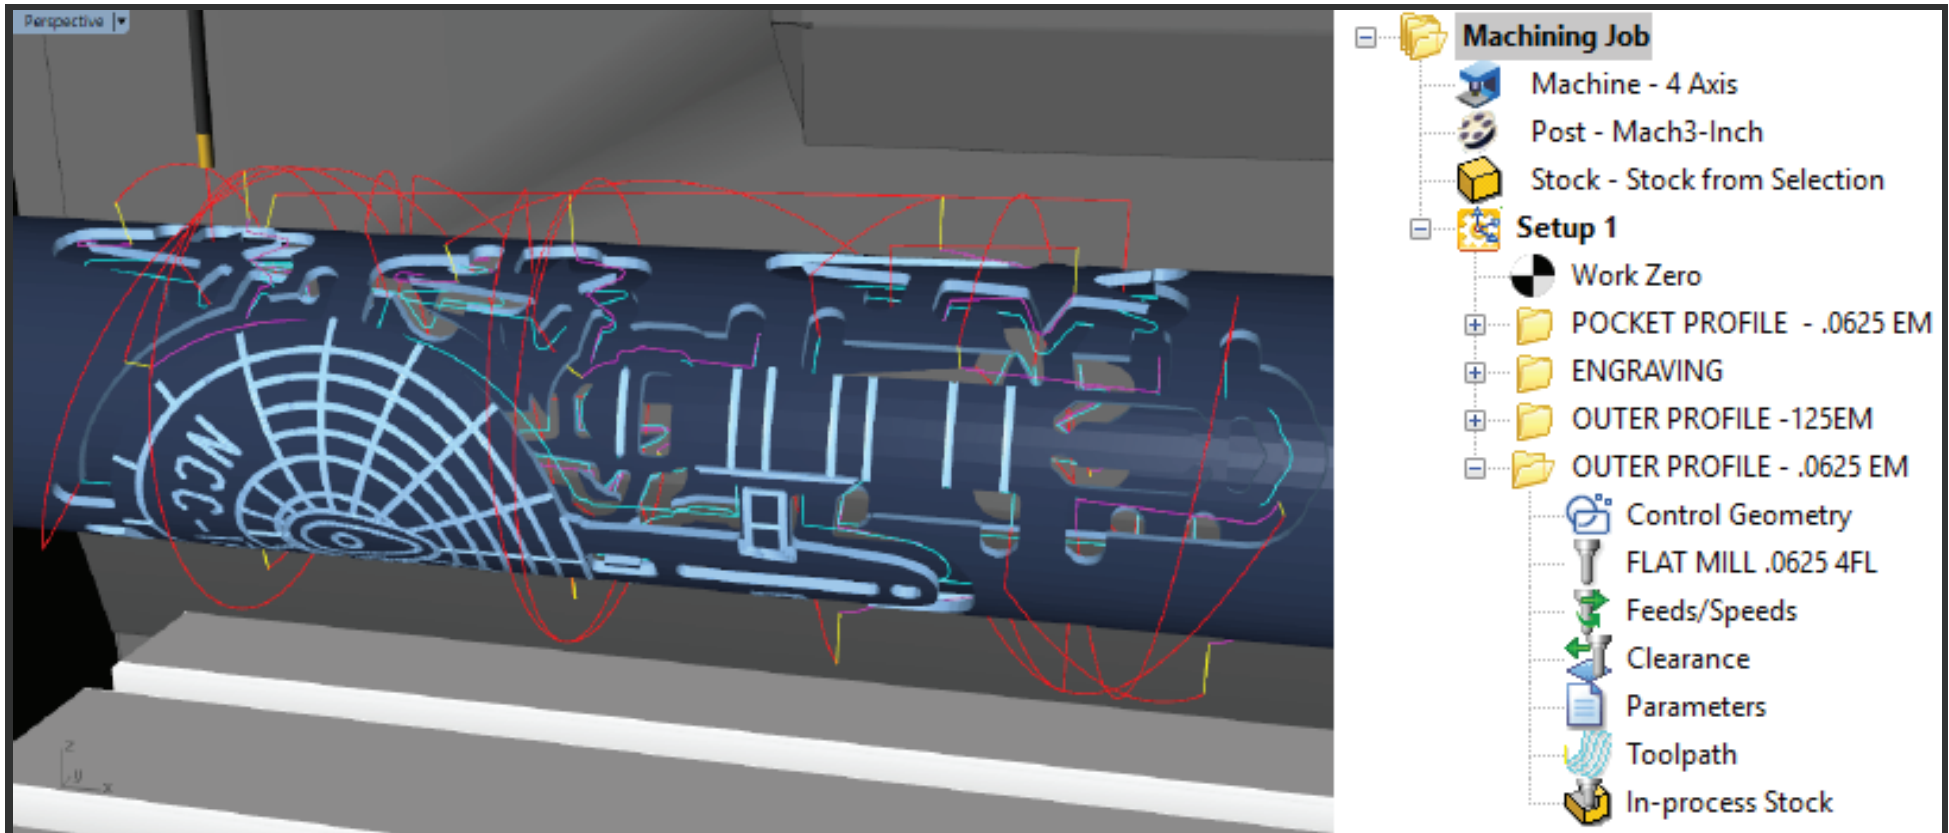 Perspective
NCC-
z
y
x
Machining Job
Machine - 4 Axis
Post - Mach3-Inch
Stock - Stock from Selection
Setup 1
Work Zero
POCKET PROFILE - .0625 EM
ENGRAVING
OUTER PROFILE -125EM
OUTER PROFILE - .0625 EM
Control Geometry
FLAT MILL .0625 4FL
Feeds/Speeds
Clearance
Parameters
Toolpath
In-process Stock